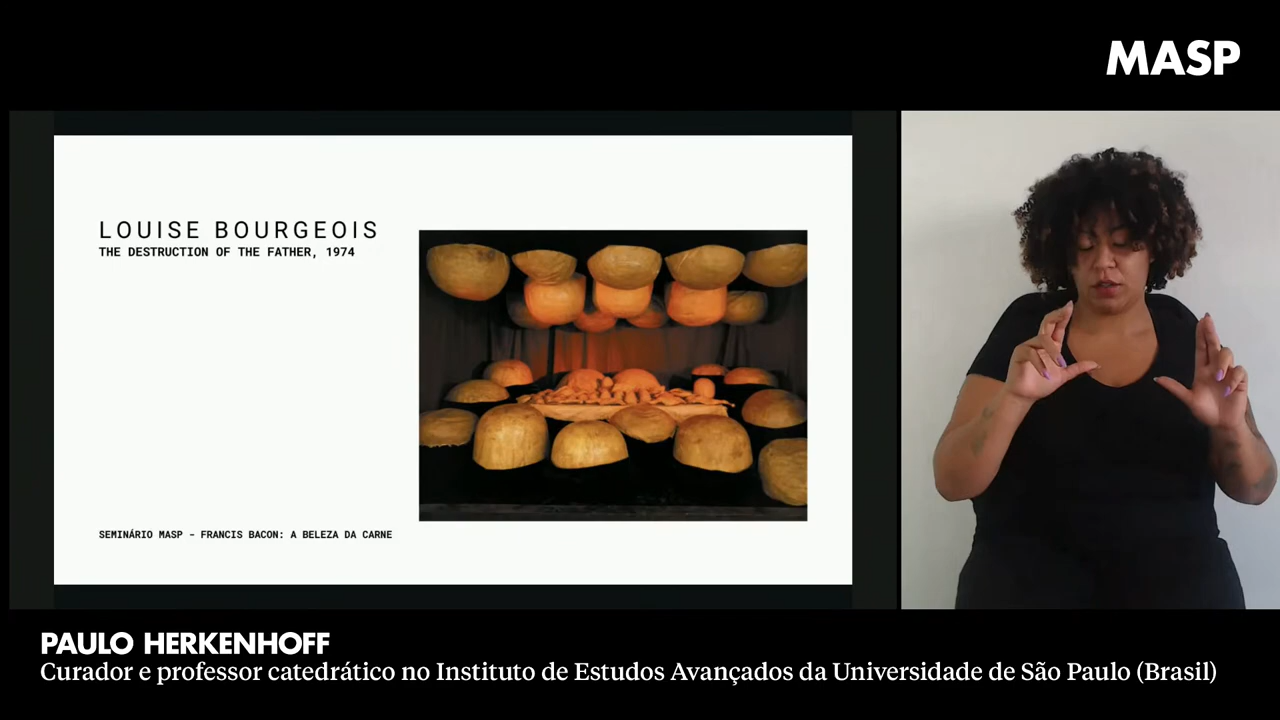 MASP
LOUISE BOURGEOIS
THE DESTRUCTION OF THE FATHER, 1974
SEMINÁRIO MASP – FRANCIS BACON: A BELEZA DA CARNE
PAULO HERKENHOFF
Curador e professor catedrático no Instituto de Estudos Avançados da Universidade de São Paulo (Brasil)